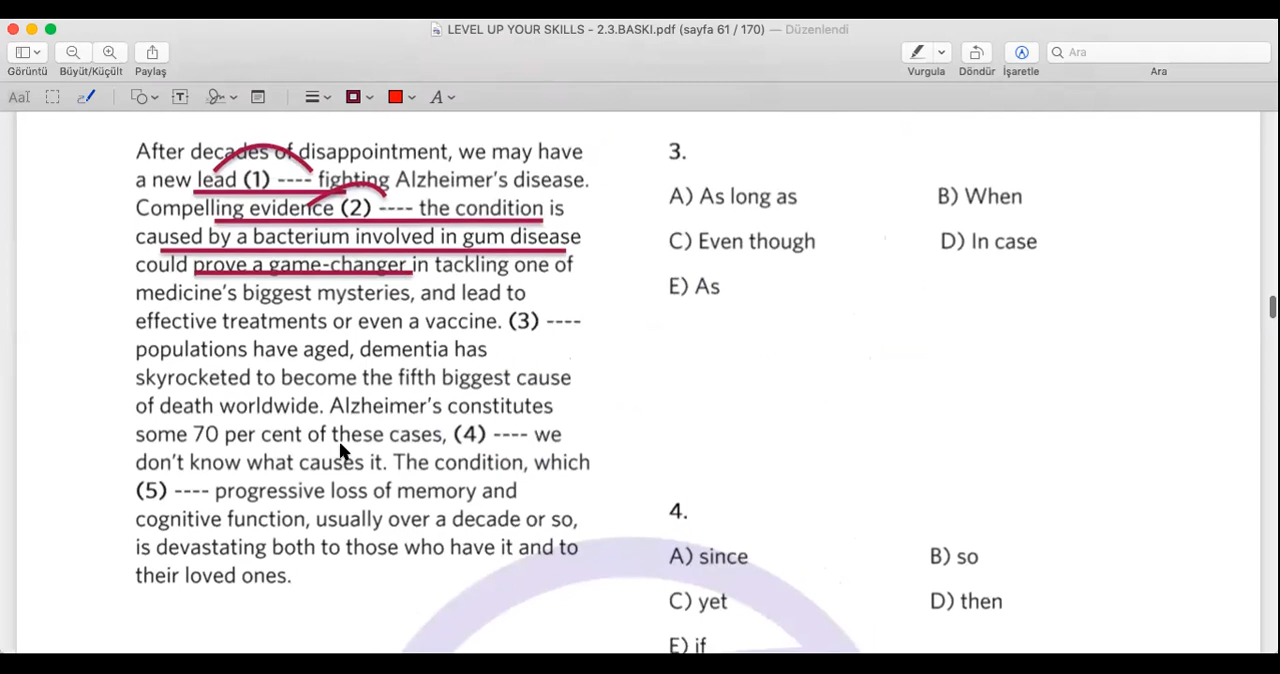 LEVEL UP YOUR SKILLS - 2.3.BASKI.pdf (sayfa 61 / 170) — Düzenlendi
Görüntü
Büyüt/Küçült
Paylaş
Vurgula
Döndür
İşaretle
Ara
Ara
After decades of disappointment, we may have
a new lead (1) ---- fighting Alzheimer's disease.
Compelling evidence (2) ---- the condition is
caused by a bacterium involved in gum disease
could prove a game-changer in tackling one of
medicine's biggest mysteries, and lead to
effective treatments or even a vaccine. (3) ----
populations have aged, dementia has
skyrocketed to become the fifth biggest cause
of death worldwide. Alzheimer's constitutes
some 70 per cent of these cases, (4) ---- we
don't know what causes it. The condition, which
(5) ---- progressive loss of memory and
cognitive function, usually over a decade or so,
is devastating both to those who have it and to
their loved ones.
3.
A) As long as
B) When
C) Even though
D) In case
E) As
4.
A) since
B) so
C) yet
D) then
E) if